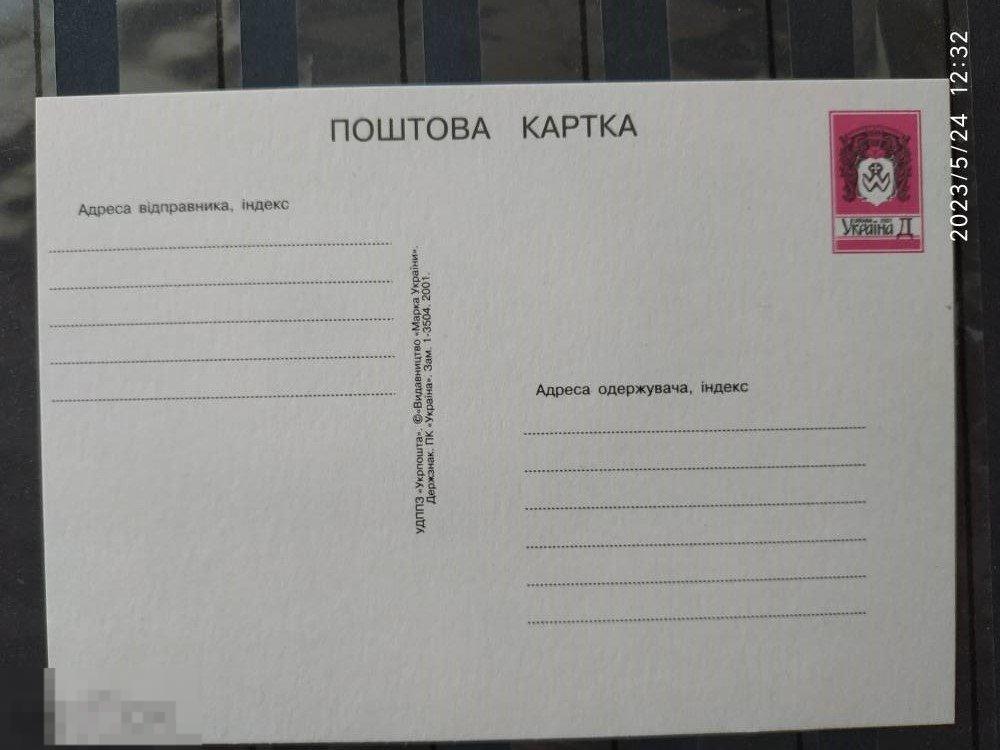 ПОШТОВА КАРТКА
Україна Д
Адреса відправника, індекс
УДППЗ «Укрпошта». ©«Видавництво «Марка України».
Держзнак. ПК «Україна». Зам. 1-3504. 2001.
Адреса одержувача, індекс
2023/5/24 12:32